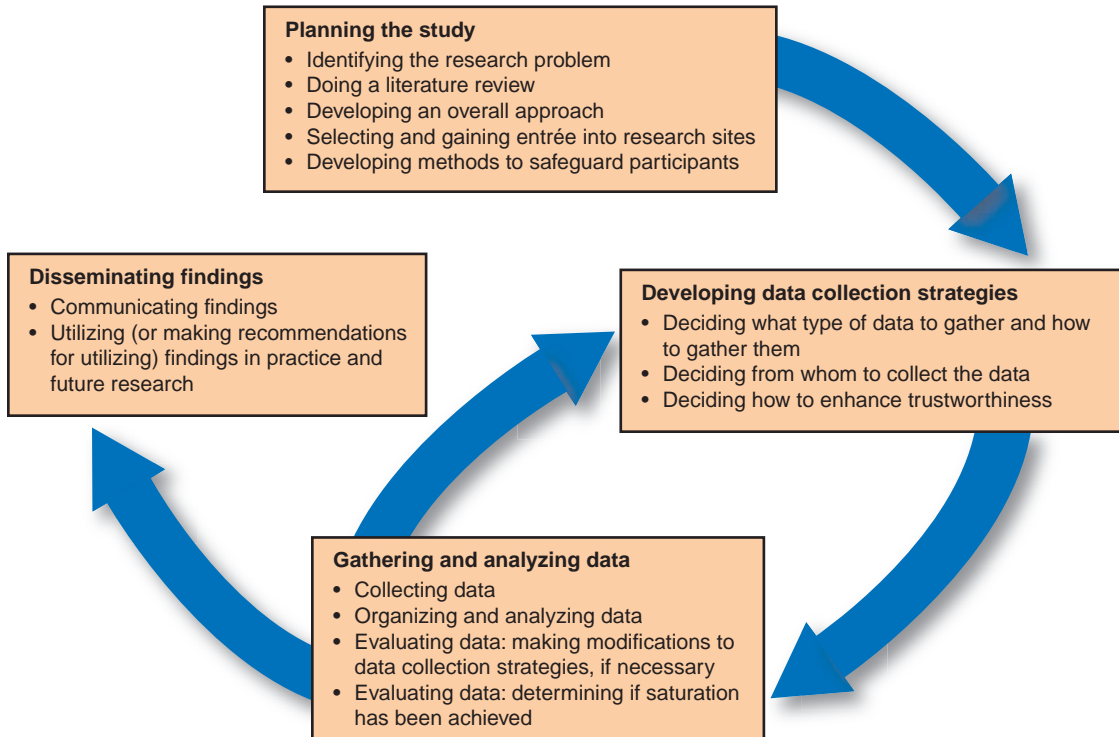 Planning the study
• Identifying the research problem
• Doing a literature review
• Developing an overall approach
• Selecting and gaining entrée into research sites
• Developing methods to safeguard participants
Developing data collection strategies
• Deciding what type of data to gather and how
to gather them
• Deciding from whom to collect the data
• Deciding how to enhance trustworthiness
Gathering and analyzing data
• Collecting data
• Organizing and analyzing data
• Evaluating data: making modifications to
data collection strategies, if necessary
• Evaluating data: determining if saturation
has been achieved
Disseminating findings
• Communicating findings
• Utilizing (or making recommendations
for utilizing) findings in practice and
future research